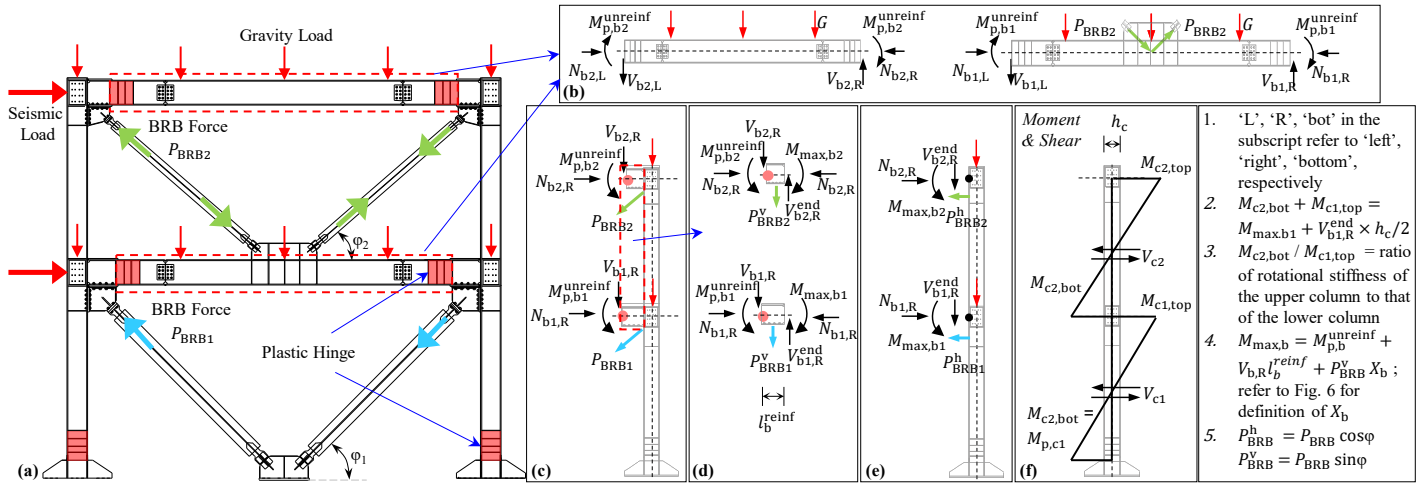 Gravity Load
Seismic
Load
BRB Force
P_BRB2
φ_2
BRB Force
P_BRB1
Plastic Hinge
φ_1
(a)
M_p,b2^unreinf
G
M_p,b2^unreinf
N_b2,L
V_b2,L
V_b2,R
N_b2,R
(b)
M_p,b1^unreinf
P_BRB2
P_BRB2
G
M_p,b1^unreinf
N_b1,L
V_b1,L
V_b1,R
N_b1,R
V_b2,R
M_p,b2^unreinf
N_b2,R
P_BRB2
V_b1,R
M_p,b1^unreinf
N_b1,R
P_BRB1
(c)
V_b2,R
M_p,b2^unreinf
M_max,b2
N_b2,R
N_b2,R
P_BRB2^v
V_b2,R^end
V_b1,R
M_p,b1^unreinf
M_max,b1
N_b1,R
N_b1,R
P_BRB1^v
V_b1,R^end
l_b^reinf
(d)
V_b2,R^end
N_b2,R
M_max,b2
P_BRB2^h
V_b1,R^end
N_b1,R
M_max,b1
P_BRB1^h
(e)
Moment
& Shear
h_c
M_c2,top
V_c2
M_c2,bot
M_c1,top
V_c1
M_c2,bot =
M_p,c1
(f)
1. ‘L’, ‘R’, ‘bot’ in the
subscript refer to ‘left’,
‘right’, ‘bottom’,
respectively
2. M_c2,bot + M_c1,top =
M_max,b1 + V_b1,R^end × h_c/2
3. M_c2,bot / M_c1,top = ratio
of rotational stiffness of
the upper column to that
of the lower column
4. M_max,b = M_p,b^unreinf +
V_b,R l_b^reinf + P_BRB^v X_b ;
refer to Fig. 6 for
definition of X_b
5. P_BRB^h = P_BRB cosφ
P_BRB^v = P_BRB sinφ